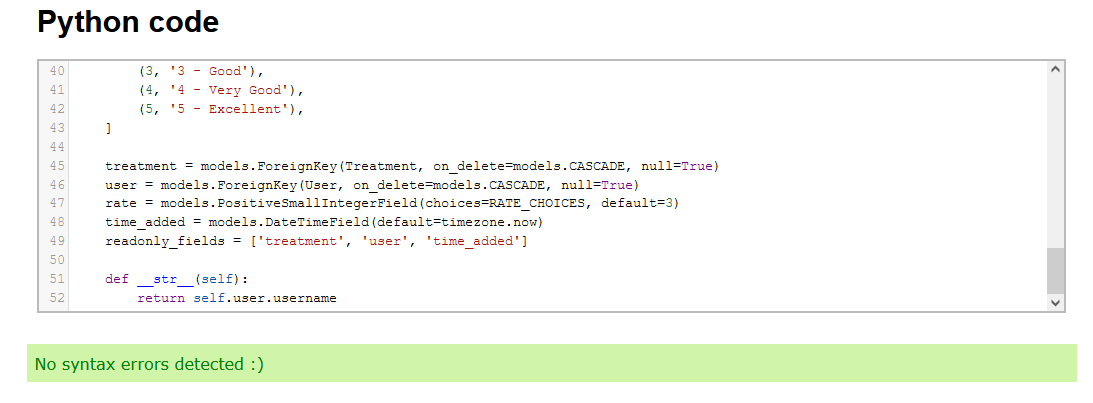 Python code
40         (3, '3 - Good'),
41         (4, '4 - Very Good'),
42         (5, '5 - Excellent'),
43     ]
44
45     treatment = models.ForeignKey(Treatment, on_delete=models.CASCADE, null=True)
46     user = models.ForeignKey(User, on_delete=models.CASCADE, null=True)
47     rate = models.PositiveSmallIntegerField(choices=RATE_CHOICES, default=3)
48     time_added = models.DateTimeField(default=timezone.now)
49     readonly_fields = ['treatment', 'user', 'time_added']
50
51     def __str__(self):
52         return self.user.username
No syntax errors detected :)